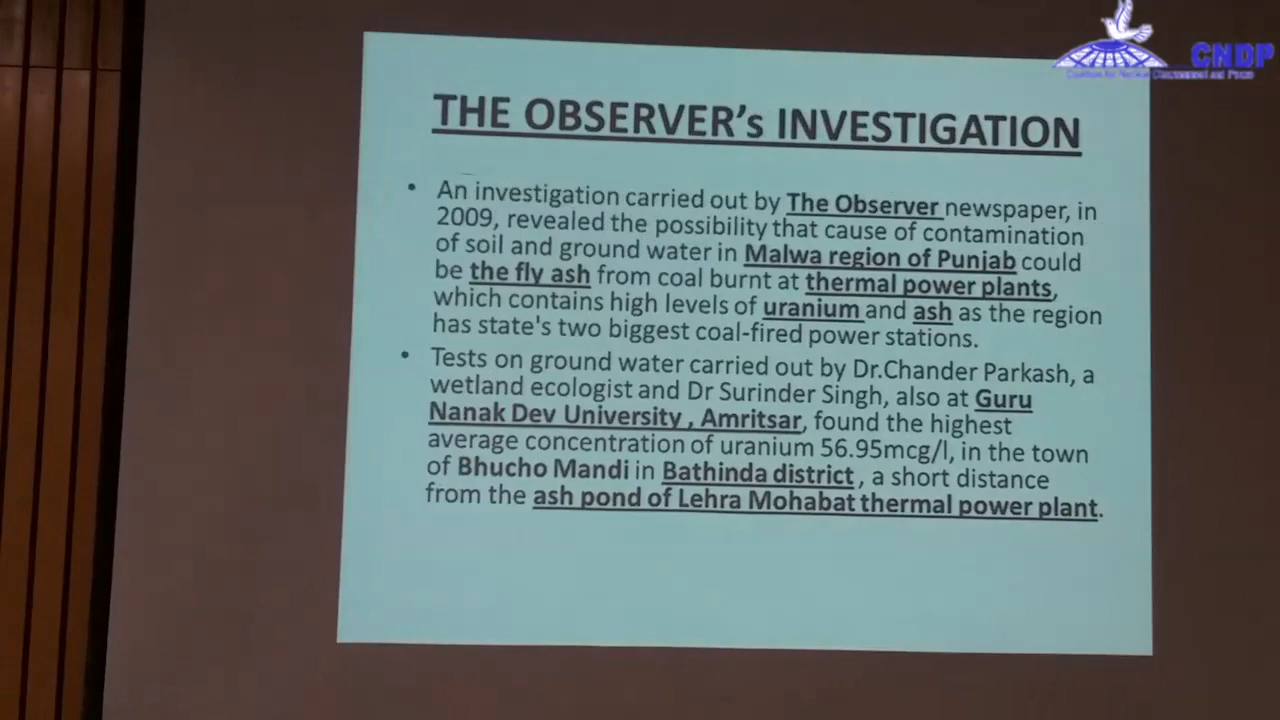 CNDP
Coalition for Nuclear Disarmament and Peace
THE OBSERVER's INVESTIGATION
• An investigation carried out by The Observer newspaper, in
2009, revealed the possibility that cause of contamination
of soil and ground water in Malwa region of Punjab could
be the fly ash from coal burnt at thermal power plants,
which contains high levels of uranium and ash as the region
has state's two biggest coal-fired power stations.
• Tests on ground water carried out by Dr.Chander Parkash, a
wetland ecologist and Dr Surinder Singh, also at Guru
Nanak Dev University , Amritsar, found the highest
average concentration of uranium 56.95mcg/l, in the town
of Bhucho Mandi in Bathinda district , a short distance
from the ash pond of Lehra Mohabat thermal power plant.